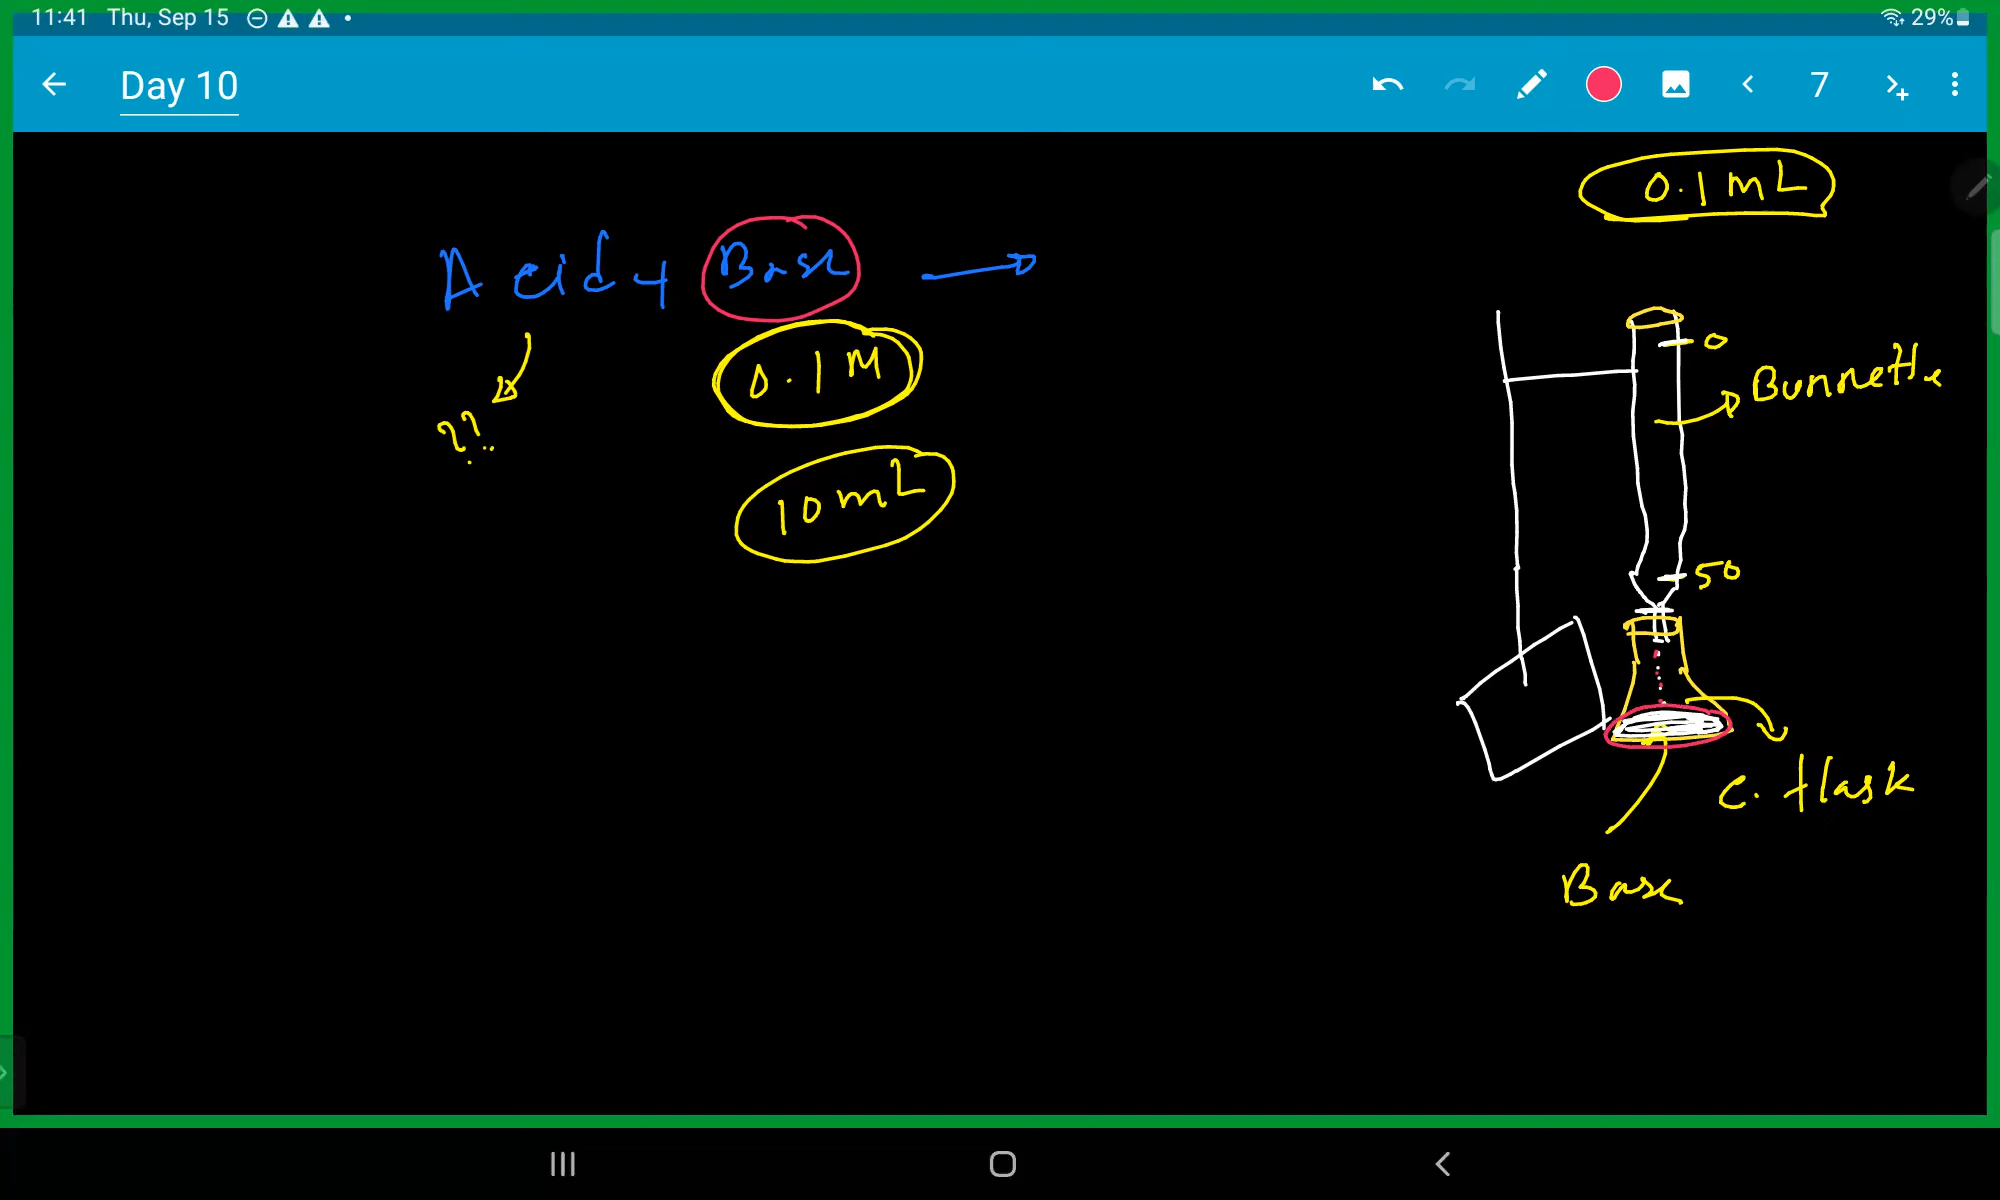 11:41 Thu, Sep 15
29%
Day 10
7
0.1 mL
Acid + Base →
0.1 M
??
10 mL
0
Burrette
50
C. flask
Base